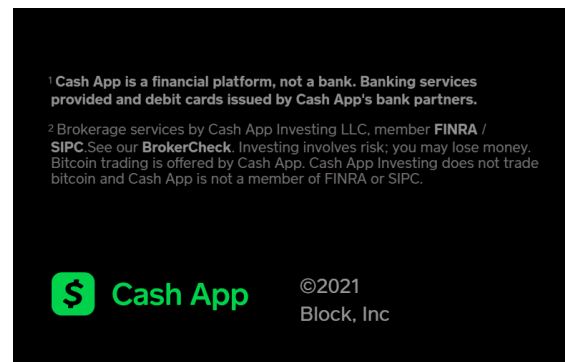 1 Cash App is a financial platform, not a bank. Banking services
provided and debit cards issued by Cash App's bank partners.
2 Brokerage services by Cash App Investing LLC, member FINRA /
SIPC.See our BrokerCheck. Investing involves risk; you may lose money.
Bitcoin trading is offered by Cash App. Cash App Investing does not trade
bitcoin and Cash App is not a member of FINRA or SIPC.
$ Cash App
©2021
Block, Inc